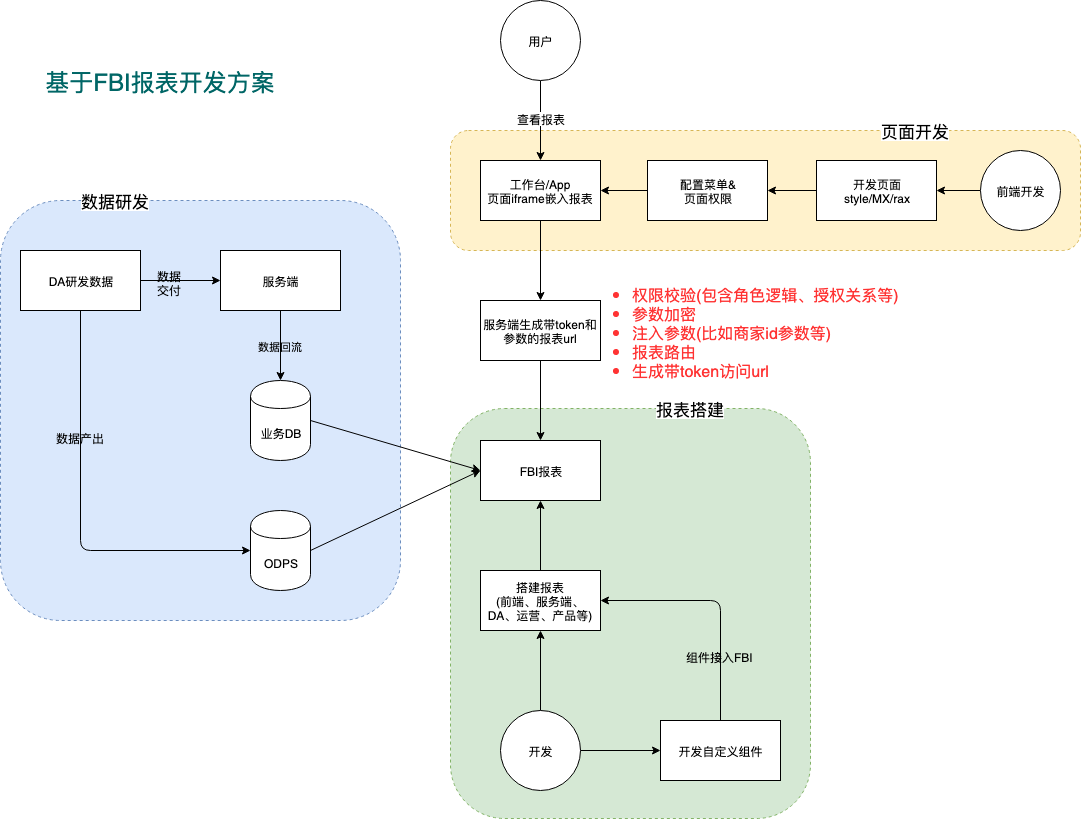 用户
基于FBI报表开发方案
查看报表
页面开发
工作台/App
页面iframe嵌入报表
配置菜单&
页面权限
开发页面
style/MX/rax
前端开发
数据研发
DA研发数据
数据
交付
服务端
数据回流
业务DB
数据产出
ODPS
服务端生成带token和
参数的报表url
• 权限校验(包含角色逻辑、授权关系等)
• 参数加密
• 注入参数(比如商家id参数等)
• 报表路由
• 生成带token访问url
报表搭建
FBI报表
搭建报表
(前端、服务端、
DA、运营、产品等)
组件接入FBI
开发
开发自定义组件